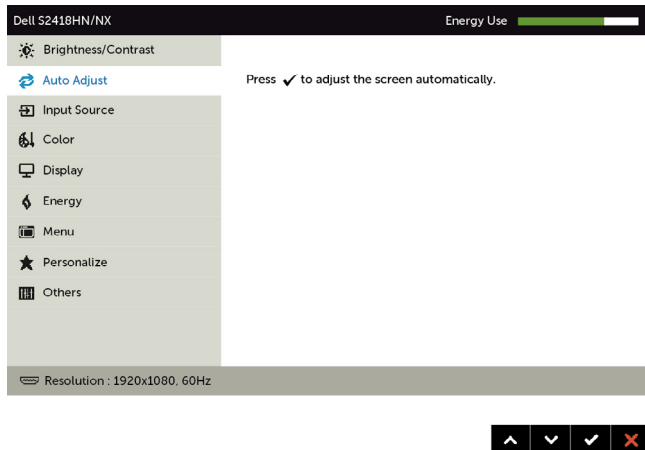 Dell S2418HN/NX
Energy Use
Brightness/Contrast
Auto Adjust
Press ✓ to adjust the screen automatically.
Input Source
Color
Display
Energy
Menu
Personalize
Others
Resolution : 1920x1080, 60Hz